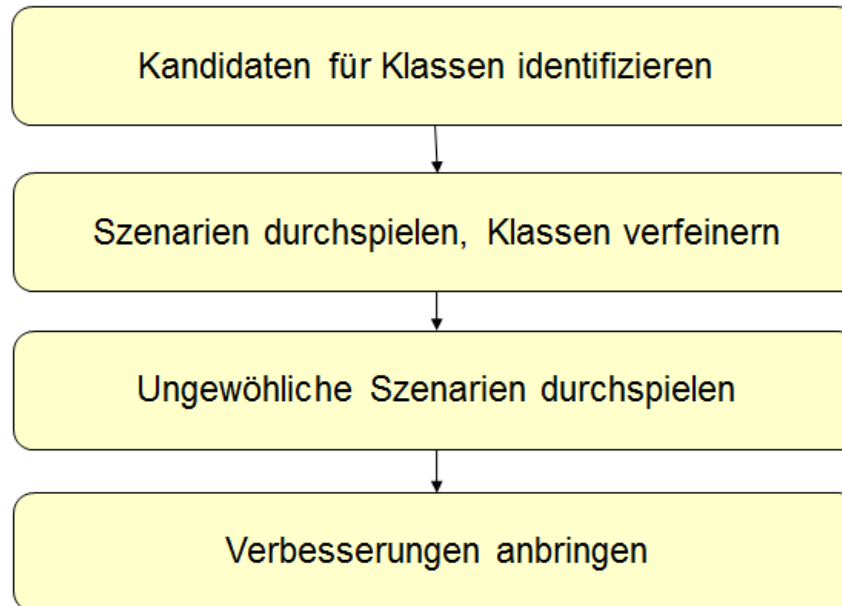 Kandidaten für Klassen identifizieren
Szenarien durchspielen, Klassen verfeinern
Ungewöhliche Szenarien durchspielen
Verbesserungen anbringen